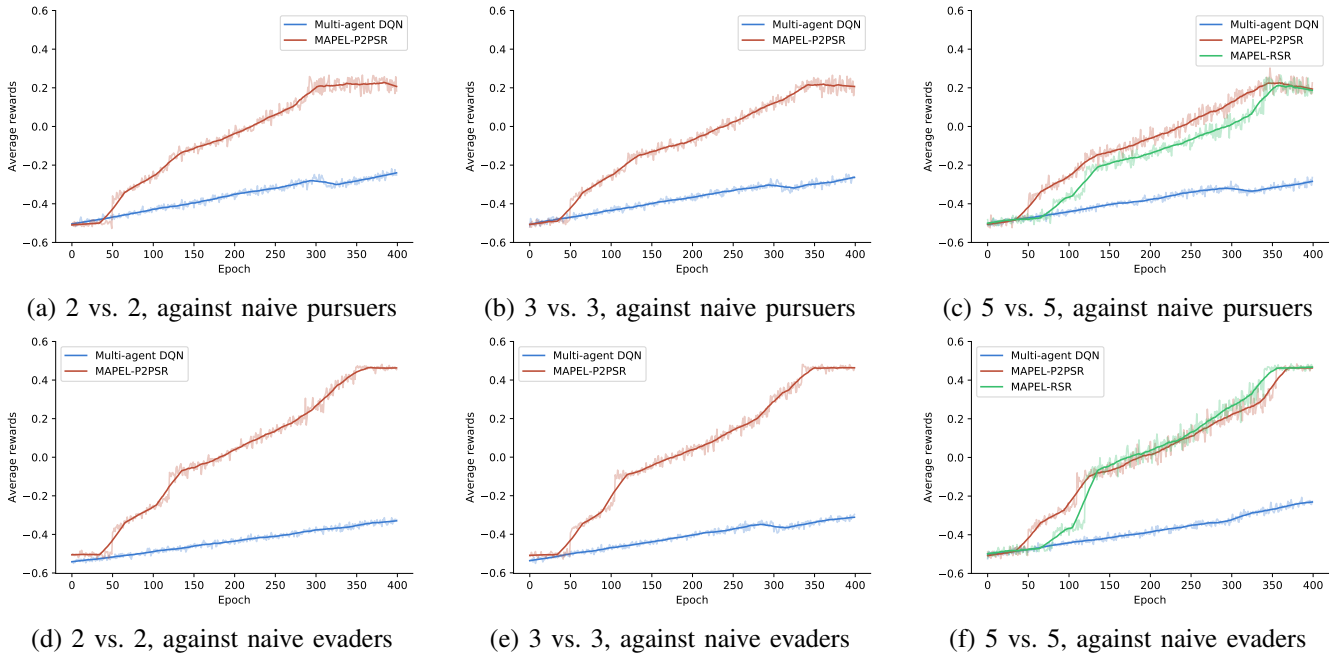 0.6
0.4
0.2
0.0
−0.2
−0.4
−0.6
Average rewards
0 50 100 150 200 250 300 350 400
Epoch
Multi-agent DQN
MAPEL-P2PSR
(a) 2 vs. 2, against naive pursuers
0.6
0.4
0.2
0.0
−0.2
−0.4
−0.6
Average rewards
0 50 100 150 200 250 300 350 400
Epoch
Multi-agent DQN
MAPEL-P2PSR
(b) 3 vs. 3, against naive pursuers
0.6
0.4
0.2
0.0
−0.2
−0.4
−0.6
Average rewards
0 50 100 150 200 250 300 350 400
Epoch
Multi-agent DQN
MAPEL-P2PSR
MAPEL-RSR
(c) 5 vs. 5, against naive pursuers
0.6
0.4
0.2
0.0
−0.2
−0.4
−0.6
Average rewards
0 50 100 150 200 250 300 350 400
Epoch
Multi-agent DQN
MAPEL-P2PSR
(d) 2 vs. 2, against naive evaders
0.6
0.4
0.2
0.0
−0.2
−0.4
−0.6
Average rewards
0 50 100 150 200 250 300 350 400
Epoch
Multi-agent DQN
MAPEL-P2PSR
(e) 3 vs. 3, against naive evaders
0.6
0.4
0.2
0.0
−0.2
−0.4
−0.6
Average rewards
0 50 100 150 200 250 300 350 400
Epoch
Multi-agent DQN
MAPEL-P2PSR
MAPEL-RSR
(f) 5 vs. 5, against naive evaders